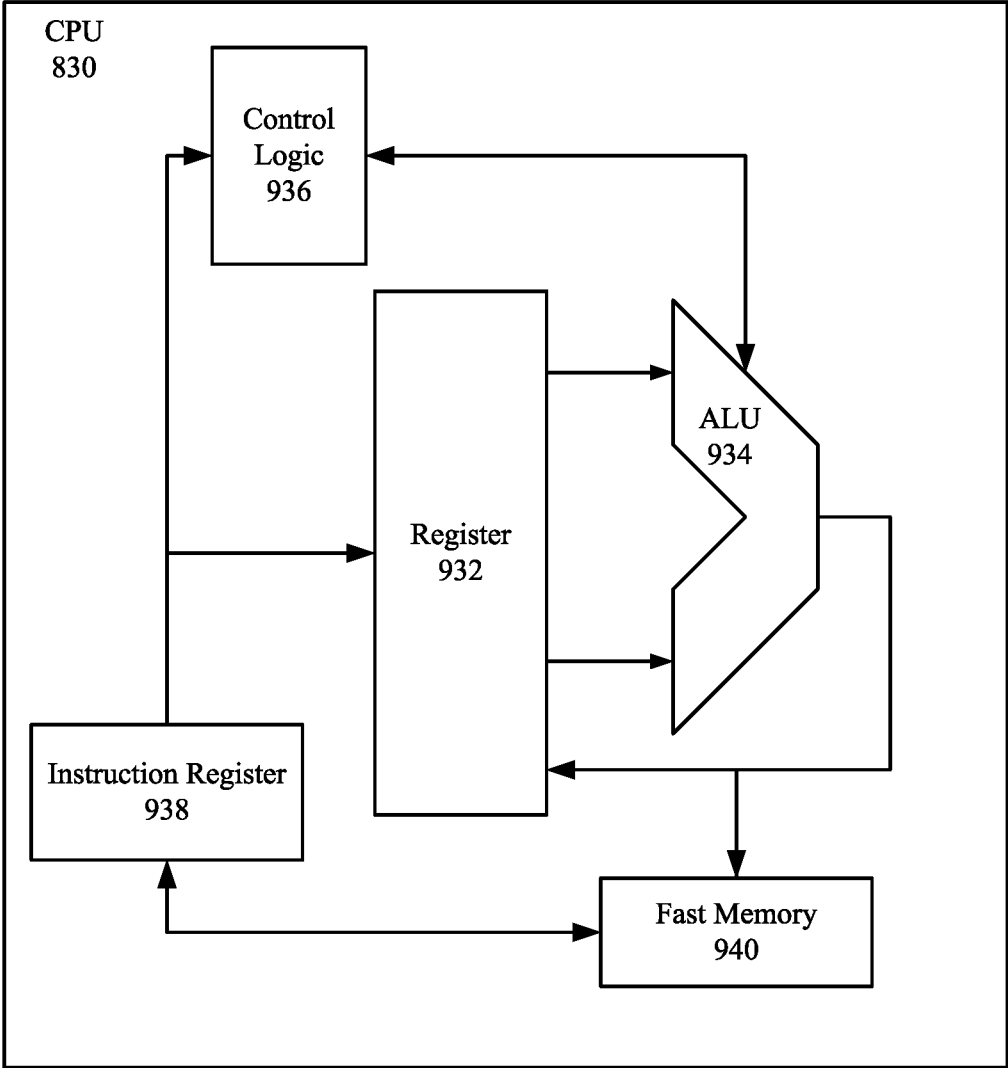 CPU
830
Control
Logic
936
ALU
934
Register
932
Instruction Register
938
Fast Memory
940